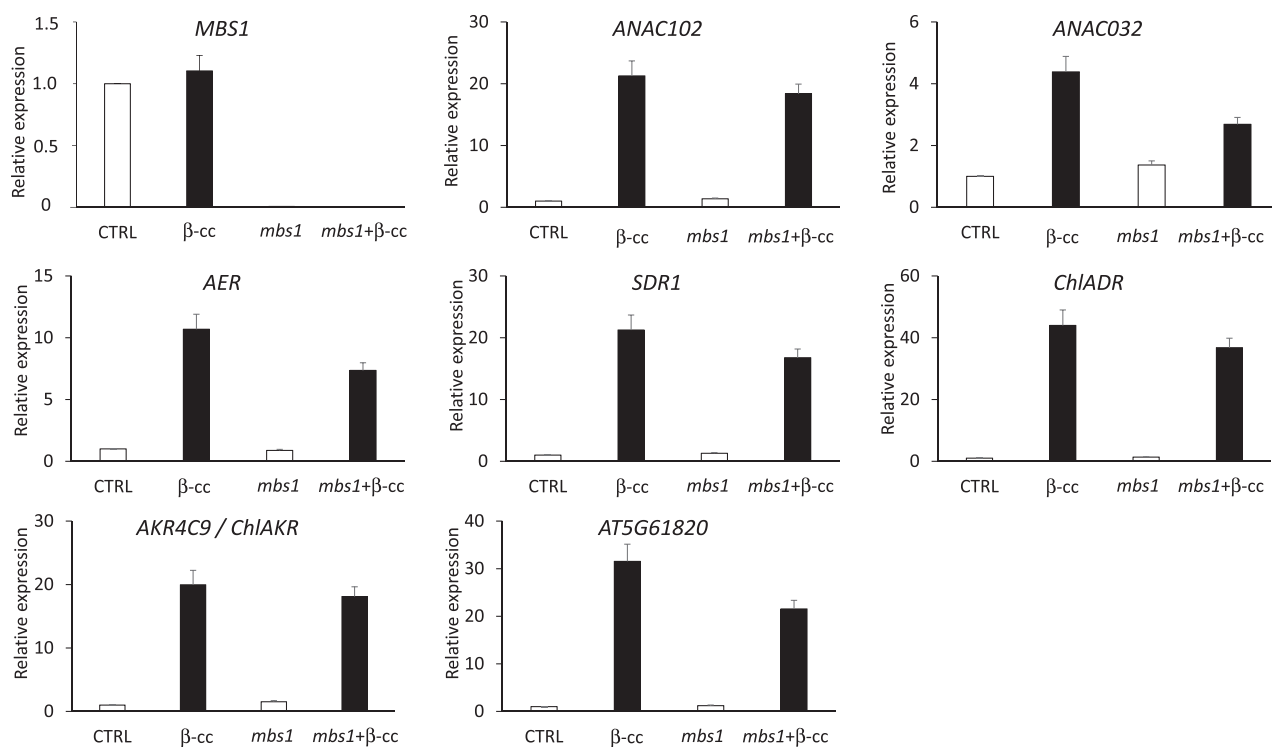 MBS1
Relative expression
1.5
1.0
0.5
0
CTRL β-cc mbs1 mbs1+β-cc
ANAC102
Relative expression
30
20
10
0
CTRL β-cc mbs1 mbs1+β-cc
ANAC032
Relative expression
6
4
2
0
CTRL β-cc mbs1 mbs1+β-cc
AER
Relative expression
15
10
5
0
CTRL β-cc mbs1 mbs1+β-cc
SDR1
Relative expression
30
20
10
0
CTRL β-cc mbs1 mbs1+β-cc
ChlADR
Relative expression
60
40
20
0
CTRL β-cc mbs1 mbs1+β-cc
AKR4C9 / ChlAKR
Relative expression
30
20
10
0
CTRL β-cc mbs1 mbs1+β-cc
AT5G61820
Relative expression
40
30
20
10
0
CTRL β-cc mbs1 mbs1+β-cc